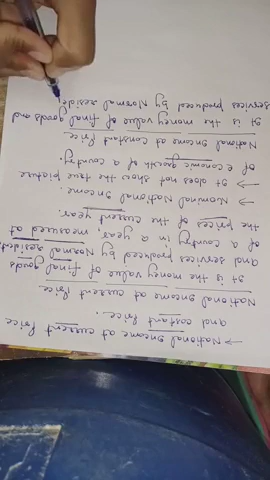 → National Income at current Price
and costant Price.
National Income at current Price
It is the money value of final goods
and services produced by Normal resident
of a country in a year measured at
the prices of the current year.
→ Nominal National Income.
→ It does not show the true picture
of economic growth of a country.
National Income at constant Price
It is the money value of final goods and
services produced by Normal reside